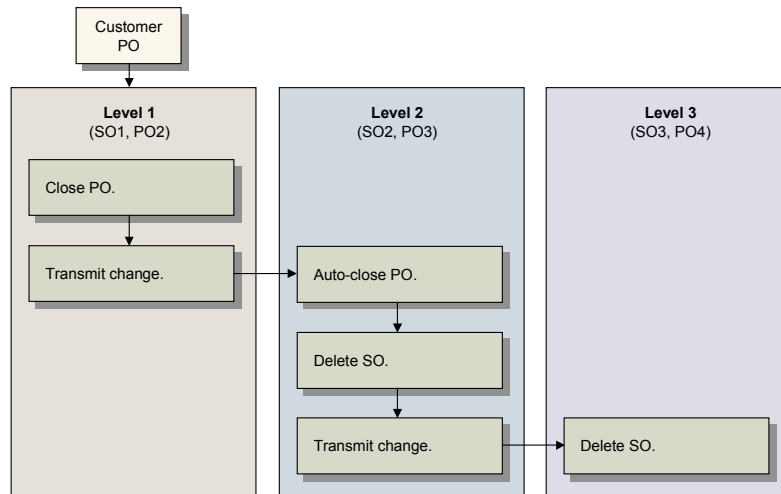 Customer
PO
Level 1
(SO1, PO2)
Close PO.
Transmit change.
Level 2
(SO2, PO3)
Auto-close PO.
Delete SO.
Transmit change.
Level 3
(SO3, PO4)
Delete SO.